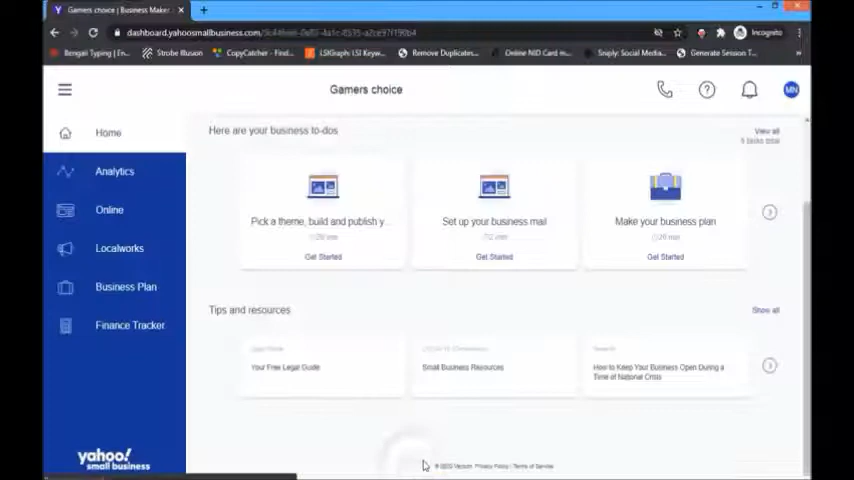 Gamers choice | Business Maker
dashboard.yahoosmallbusiness.com/
Incognito
Bengali Typing | En...
Strobe Illusion
CopyCatcher - Find...
LSIGraph: LSI Keyw...
Remove Duplicates...
Online NID Card m...
Sniply: Social Media...
Generate Session T...
Gamers choice
MN
Home
Analytics
Online
Localworks
Business Plan
Finance Tracker
yahoo!
small business
Here are your business to-dos
View all
tasks total
Pick a theme, build and publish y...
Get Started
Set up your business mail
Get Started
Make your business plan
Get Started
Tips and resources
Show all
Your Free Legal Guide
Small Business Resources
How to Keep Your Business Open During a
Time of National Crisis
Privacy Policy | Terms of Service